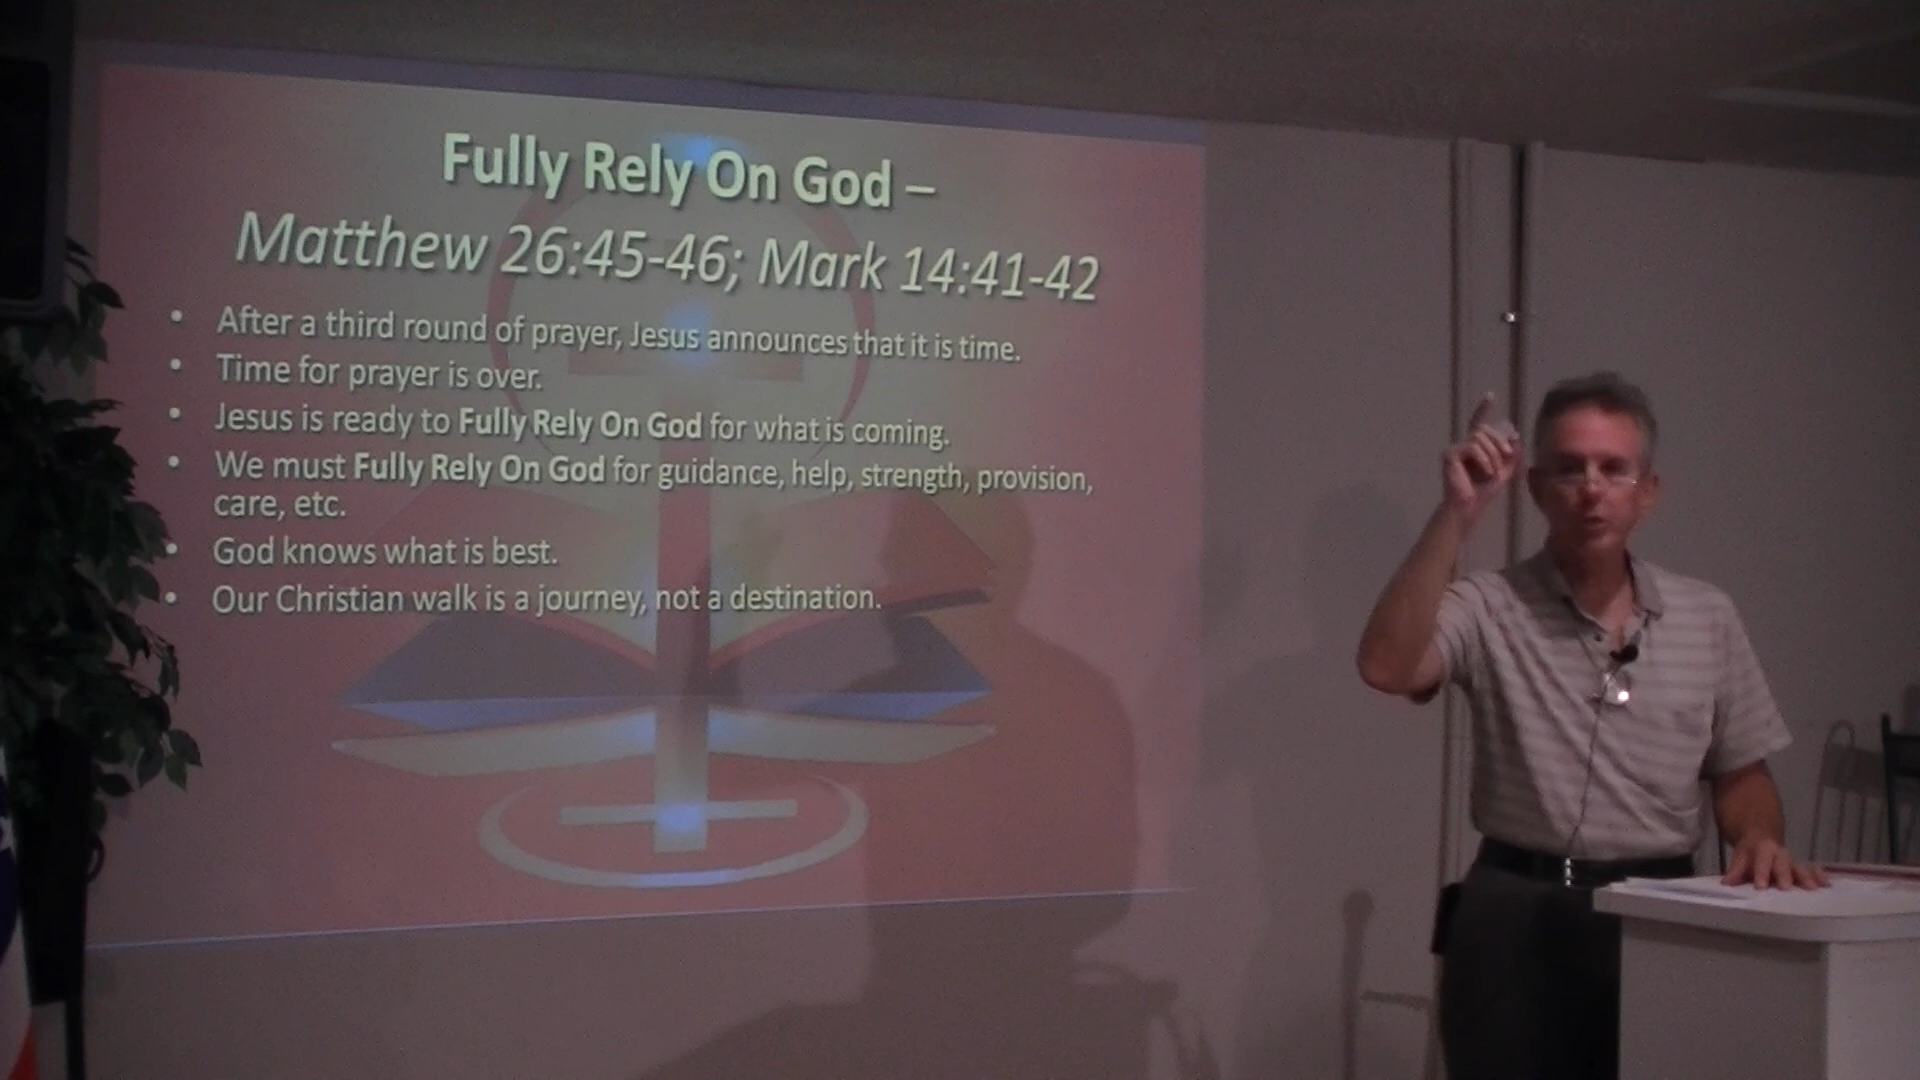 Fully Rely On God –
Matthew 26:45-46; Mark 14:41-42
• After a third round of prayer, Jesus announces that it is time.
• Time for prayer is over.
• Jesus is ready to Fully Rely On God for what is coming.
• We must Fully Rely On God for guidance, help, strength, provision,
care, etc.
• God knows what is best.
• Our Christian walk is a journey, not a destination.